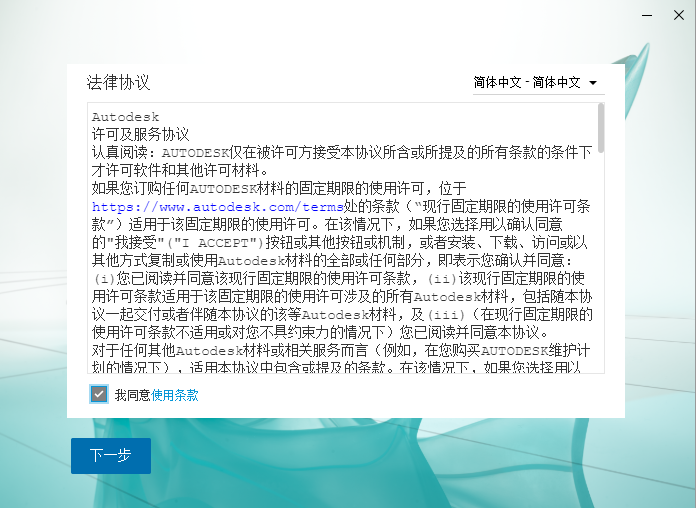 法律协议
简体中文 - 简体中文
Autodesk
许可及服务协议
认真阅读: AUTODESK仅在被许可方接受本协议所含或所提及的所有条款的条件下
才许可软件和其他许可材料。
如果您订购任何AUTODESK材料的固定期限的使用许可，位于
https://www.autodesk.com/terms处的条款（“现行固定期限的使用许可条
款”）适用于该固定期限的使用许可。在该情况下，如果您选择用以确认同意
的"我接受"("I ACCEPT")按钮或其他按钮或机制，或者安装、下载、访问或以
其他方式复制或使用Autodesk材料的全部或任何部分，即表示您确认并同意:
(i)您已阅读并同意该现行固定期限的使用许可条款，(ii)该现行固定期限的使
用许可条款适用于该固定期限的使用许可涉及的所有Autodesk材料，包括随本协
议一起交付或者伴随本协议的该等Autodesk材料，及(iii)（在现行固定期限的
使用许可条款不适用或对您不具约束力的情况下）您已阅读并同意本协议。
对于任何其他Autodesk材料或相关服务而言（例如，在您购买AUTODESK维护计
划的情况下），适用本协议中包含或提及的条款。在该情况下，如果您选择用以
我同意使用条款
下一步